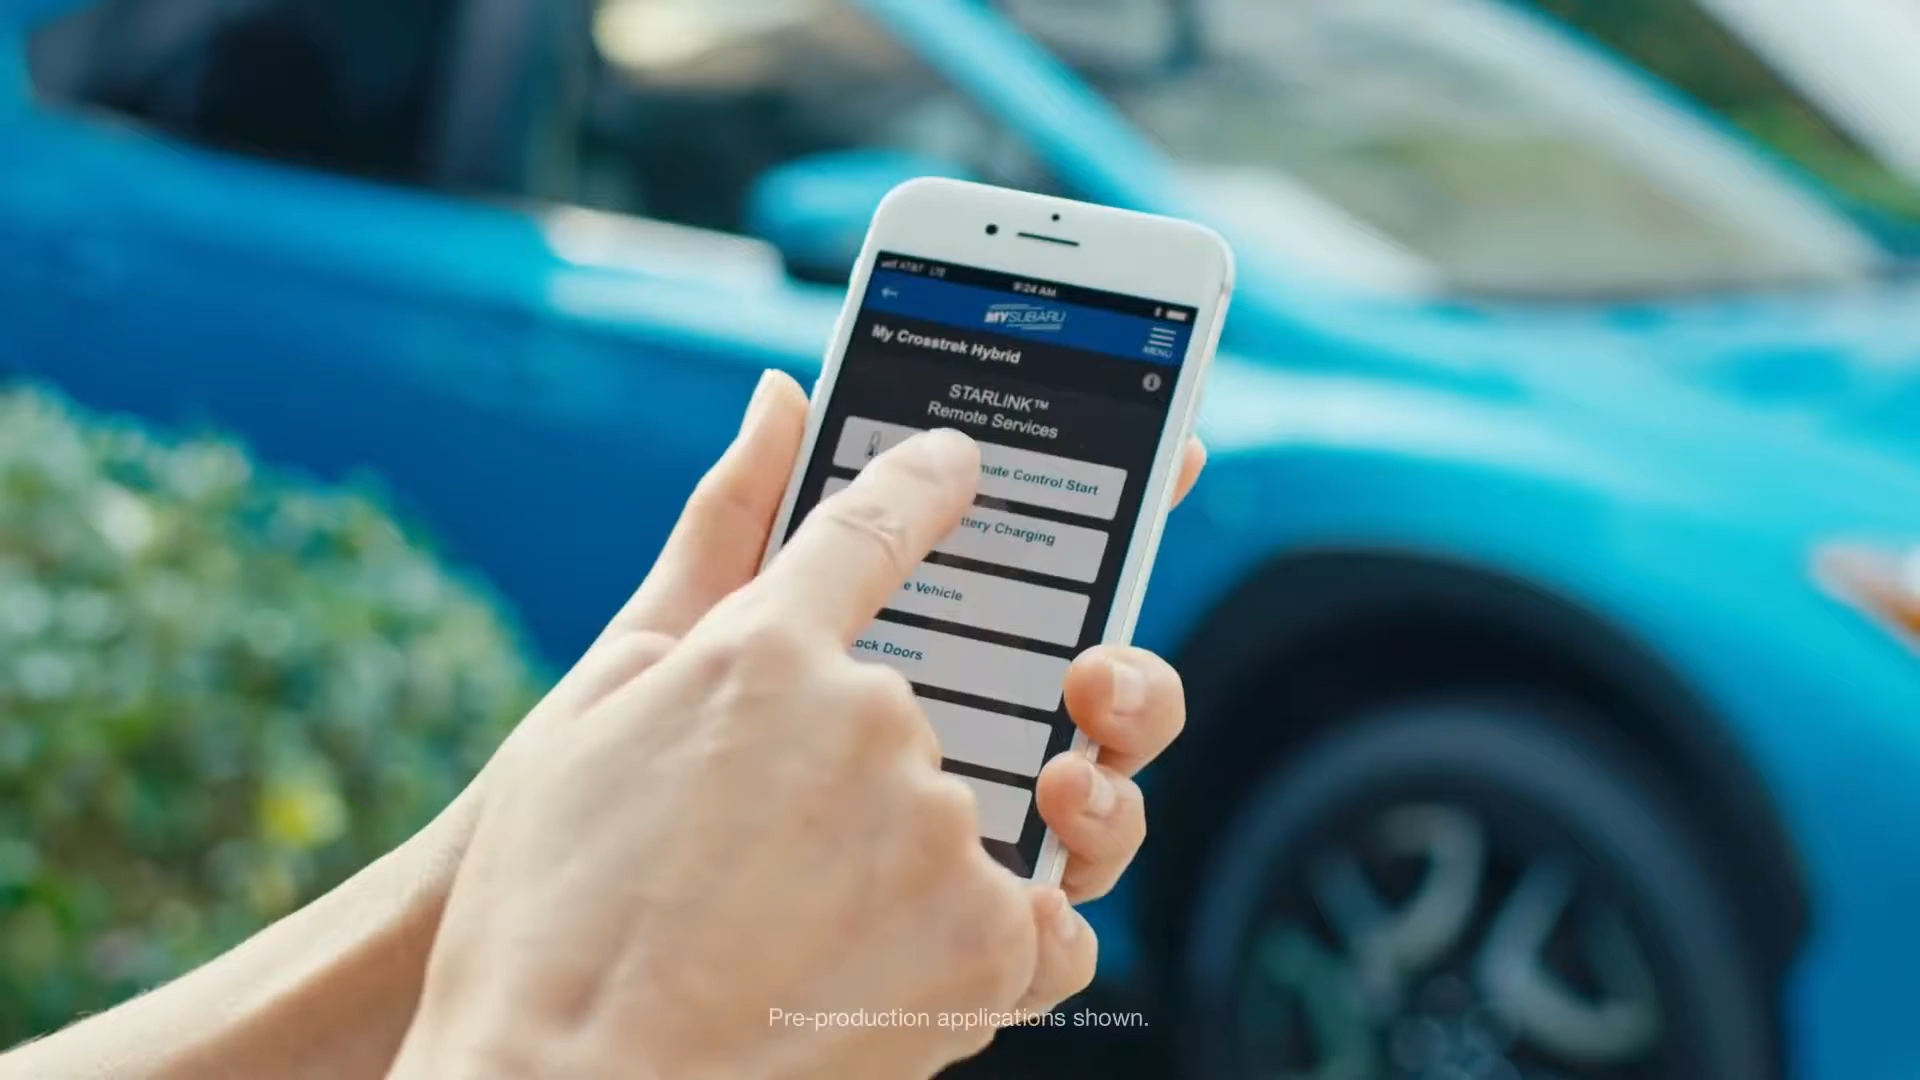 AT&T LTE
9:24 AM
MYSUBARU
MENU
My Crosstrek Hybrid
STARLINK™
Remote Services
mate Control Start
ttery Charging
e Vehicle
ock Doors
Pre-production applications shown.